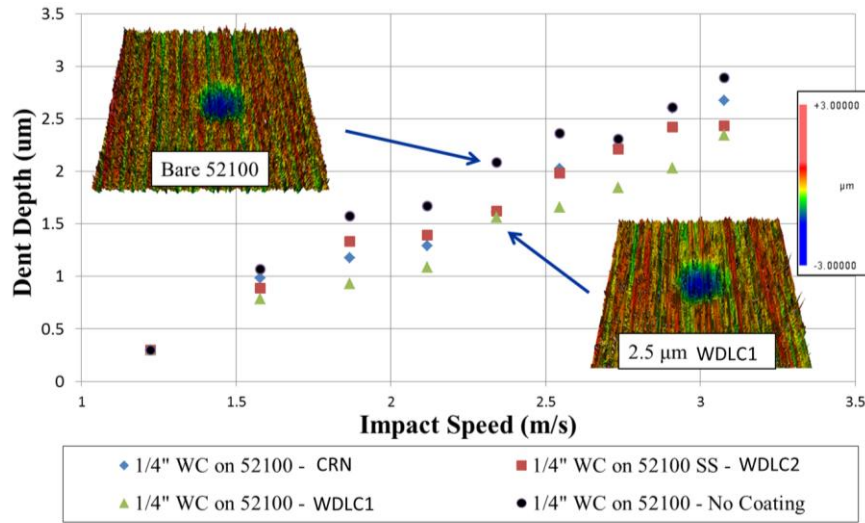 3.5
3
2.5
2
1.5
1
0.5
0
Dent Depth (um)
Bare 52100
+3.00000
µm
-3.00000
2.5 µm WDLC1
1 1.5 2 2.5 3 3.5
Impact Speed (m/s)
1/4" WC on 52100 - CRN
1/4" WC on 52100 SS - WDLC2
1/4" WC on 52100 - WDLC1
1/4" WC on 52100 - No Coating